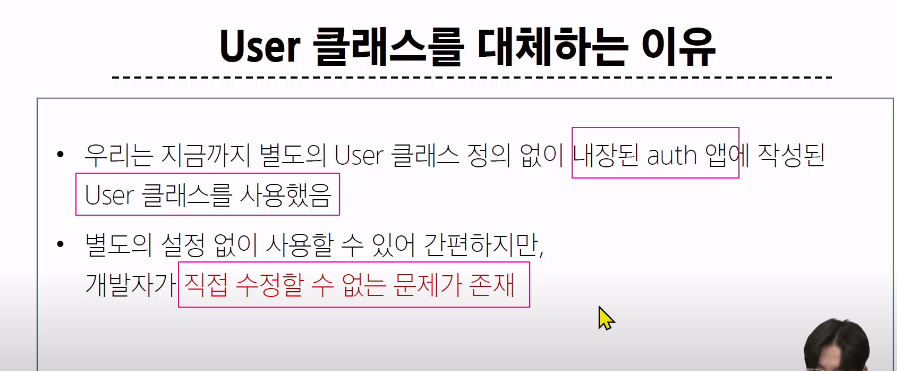 User 클래스를 대체하는 이유
• 우리는 지금까지 별도의 User 클래스 정의 없이 내장된 auth 앱에 작성된
User 클래스를 사용했음
• 별도의 설정 없이 사용할 수 있어 간편하지만,
개발자가 직접 수정할 수 없는 문제가 존재